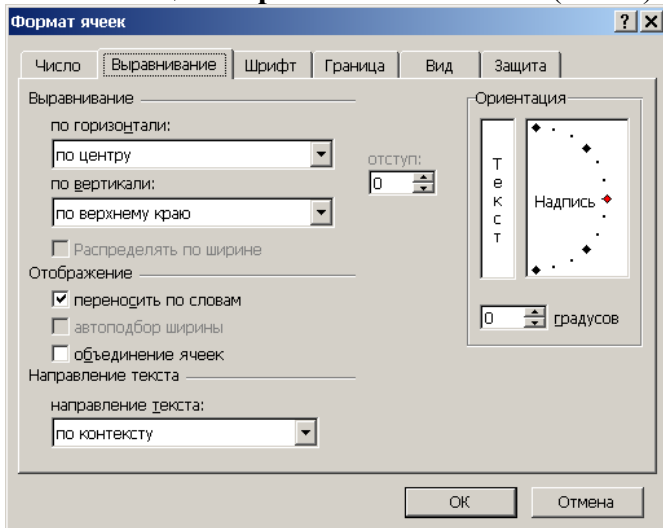 Формат ячеек
Число Выравнивание Шрифт Граница Вид Защита
Выравнивание
по горизонтали:
по центру
отступ:
0
по вертикали:
по верхнему краю
Распределять по ширине
Отображение
переносить по словам
автоподбор ширины
объединение ячеек
Направление текста
направление текста:
по контексту
Ориентация
Текст
Надпись
0 градусов
ОК Отмена